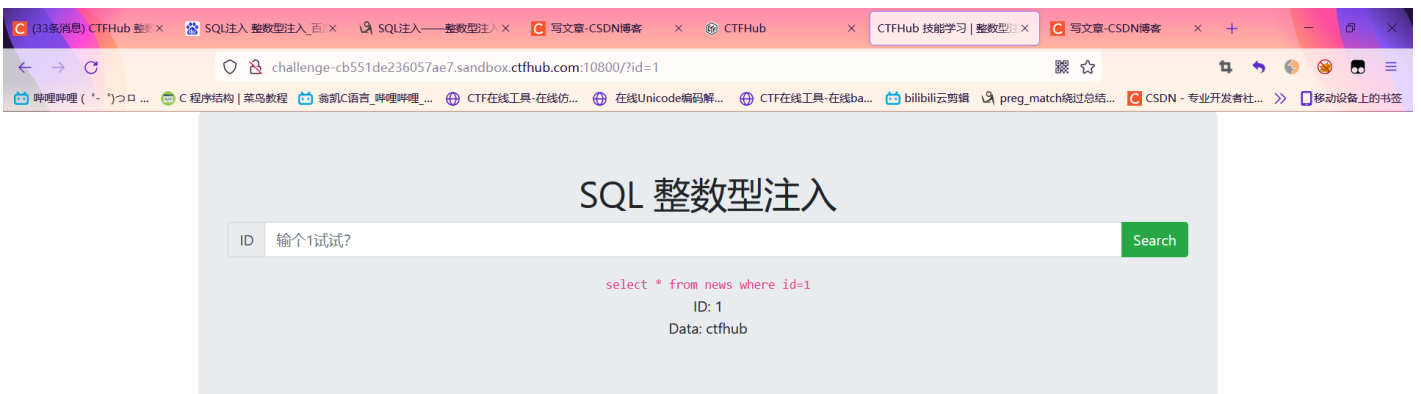 (33条消息) CTFHub 整 SQL注入 整数型注入_百 SQL注入——整数型注入 写文章-CSDN博客 CTFHub CTFHub 技能学习 | 整数型注 写文章-CSDN博客
challenge-cb551de236057ae7.sandbox.ctfhub.com:10800/?id=1
哔哩哔哩 ( ゜- ゜)つロ ... C 程序结构 | 菜鸟教程 翁凯C语言_哔哩哔哩_... CTF在线工具-在线仿... 在线Unicode编码解... CTF在线工具-在线ba... bilibili云剪辑 preg_match绕过总结... CSDN - 专业开发者社... 移动设备上的书签
SQL 整数型注入
ID 输个1试试? Search
select * from news where id=1
ID: 1
Data: ctfhub